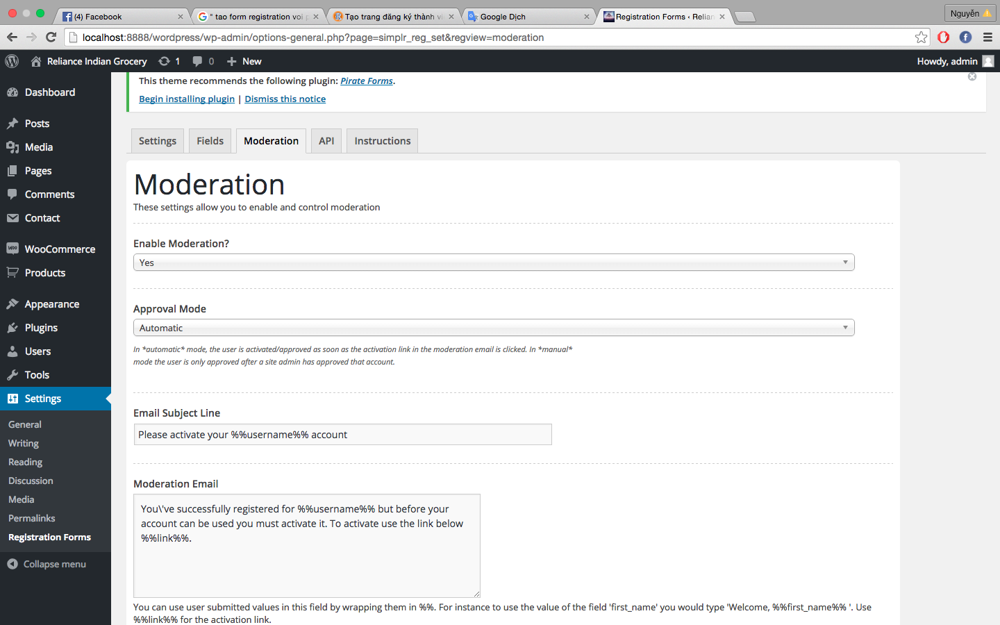 (4) Facebook
" tao form registration voi p
Tạo trang đăng ký thành vi
Google Dịch
Registration Forms ‹ Relian
Nguyễn
localhost:8888/wordpress/wp-admin/options-general.php?page=simplr_reg_set&regview=moderation
Reliance Indian Grocery
1
0
New
Howdy, admin
Dashboard
Posts
Media
Pages
Comments
Contact
WooCommerce
Products
Appearance
Plugins
Users
Tools
Settings
General
Writing
Reading
Discussion
Media
Permalinks
Registration Forms
Collapse menu
This theme recommends the following plugin: Pirate Forms.
Begin installing plugin | Dismiss this notice
Settings
Fields
Moderation
API
Instructions
Moderation
These settings allow you to enable and control moderation
Enable Moderation?
Yes
Approval Mode
Automatic
In *automatic* mode, the user is activated/approved as soon as the activation link in the moderation email is clicked. In *manual*
mode the user is only approved after a site admin has approved that account.
Email Subject Line
Please activate your %%username%% account
Moderation Email
You\'ve successfully registered for %%username%% but before your
account can be used you must activate it. To activate use the link below
%%link%%.
You can use user submitted values in this field by wrapping them in %%. For instance to use the value of the field 'first_name' you would type 'Welcome, %%first_name%% '. Use
%%link%% for the activation link.